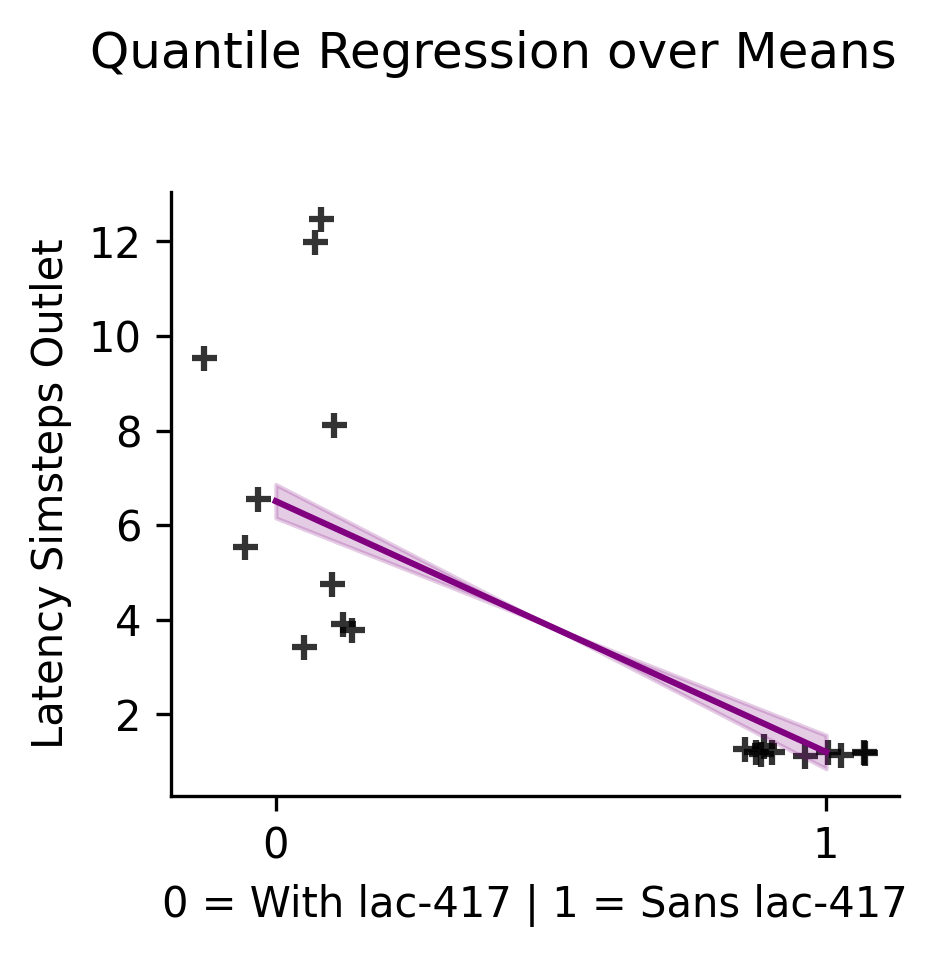 Quantile Regression over Means
Latency Simsteps Outlet
12
10
8
6
4
2
0
1
0 = With lac-417 | 1 = Sans lac-417